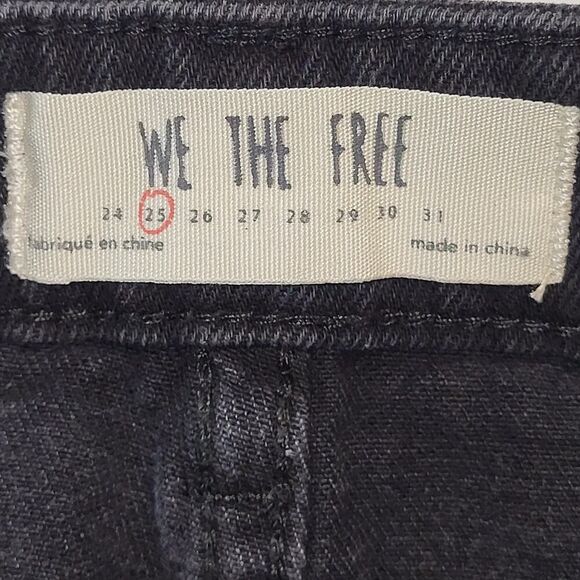 WE THE FREE
24 25 26 27 28 29 30 31
fabriqué en chine made in china